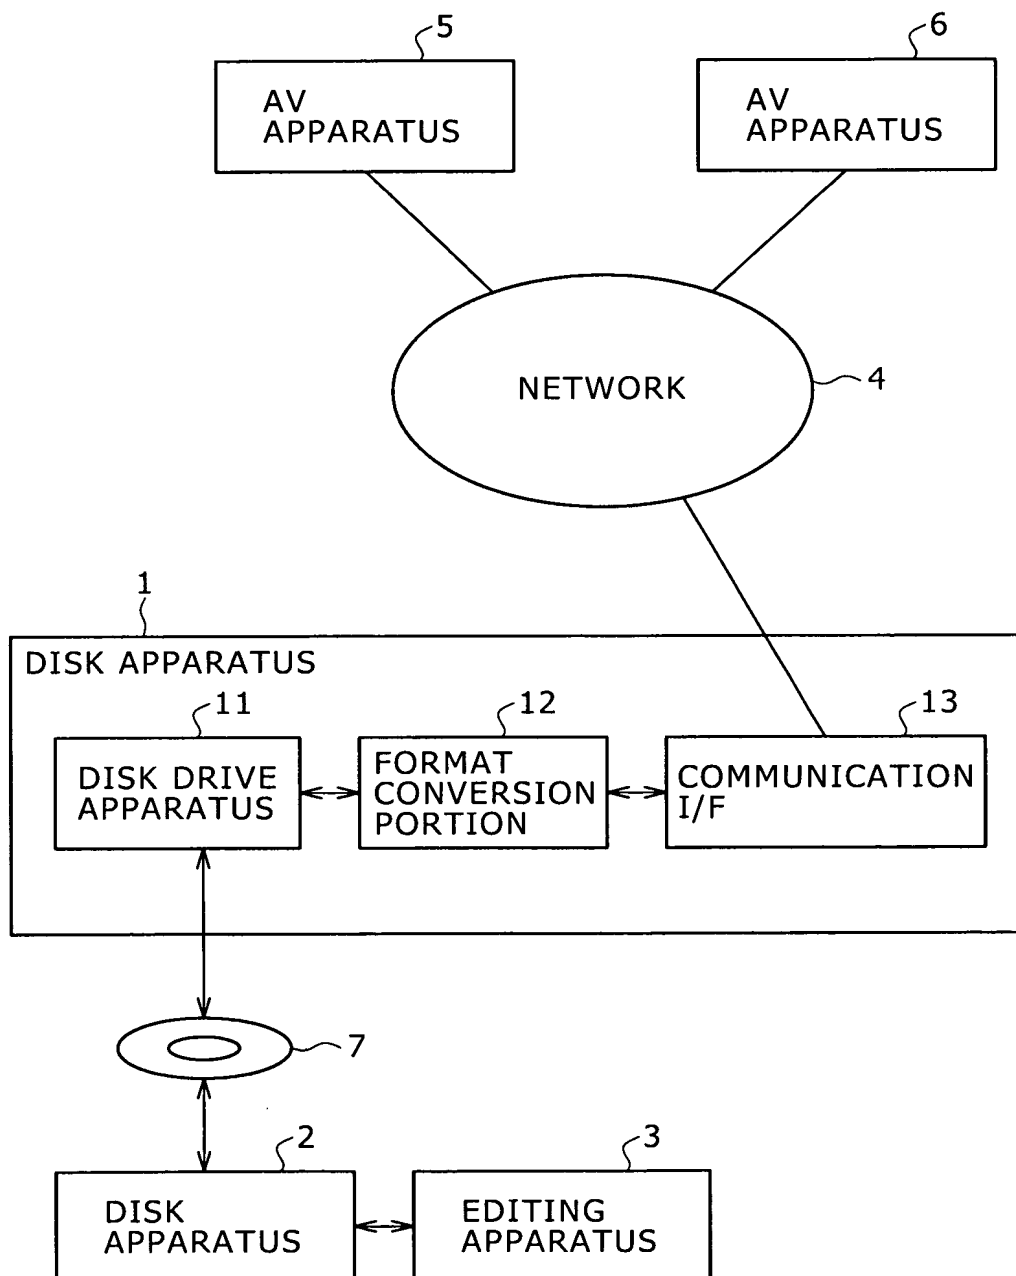 5
6
AV
APPARATUS
AV
APPARATUS
NETWORK
4
1
DISK APPARATUS
11
12
13
DISK DRIVE
APPARATUS
FORMAT
CONVERSION
PORTION
COMMUNICATION
I/F
7
2
3
DISK
APPARATUS
EDITING
APPARATUS